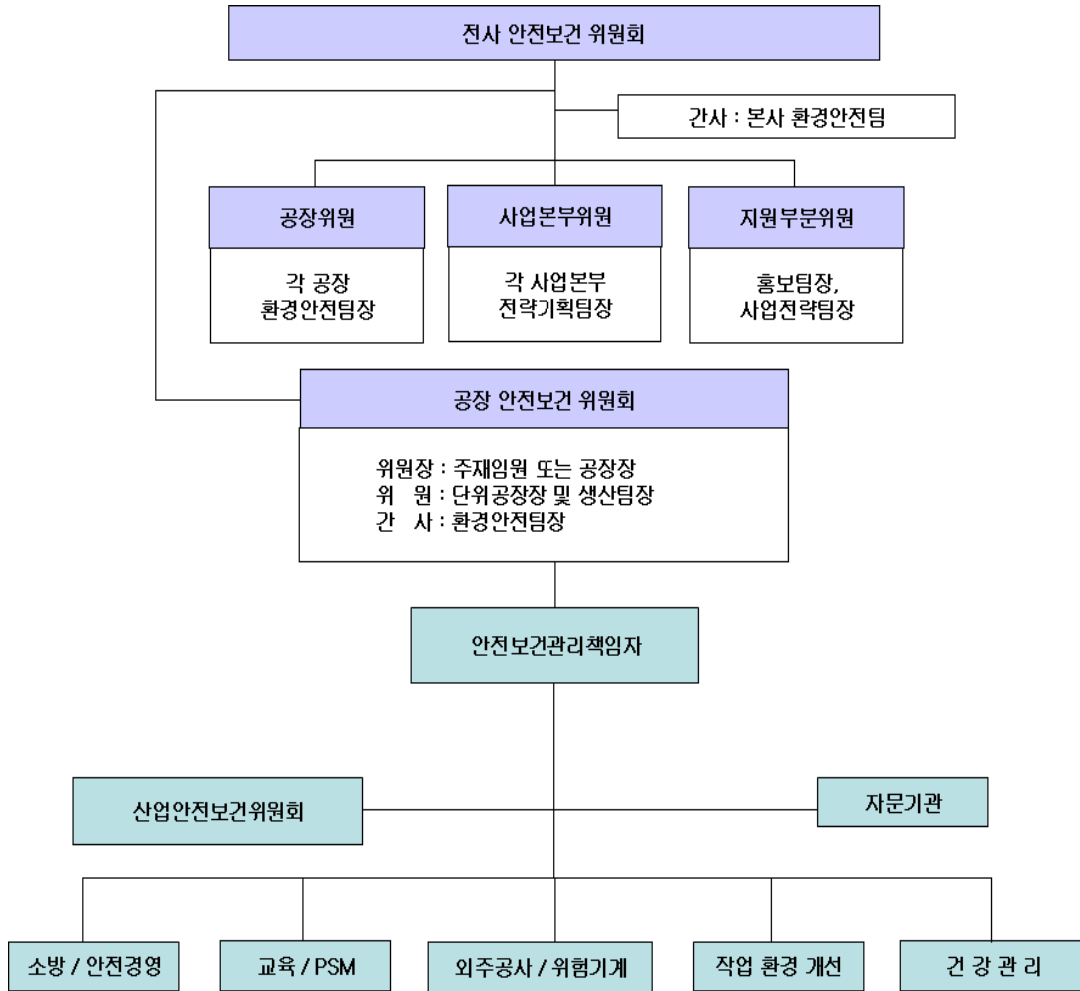 전사 안전보건 위원회
간사 : 본사 환경안전팀
공장위원
사업본부위원
지원부분위원
각 공장
환경안전팀장
각 사업본부
전략기획팀장
홍보팀장,
사업전략팀장
공장 안전보건 위원회
위원장 : 주재임원 또는 공장장
위 원 : 단위공장장 및 생산팀장
간 사 : 환경안전팀장
안전보건관리책임자
산업안전보건위원회
자문기관
소방 / 안전경영
교육 / PSM
외주공사 / 위험기계
작업 환경 개선
건 강 관 리